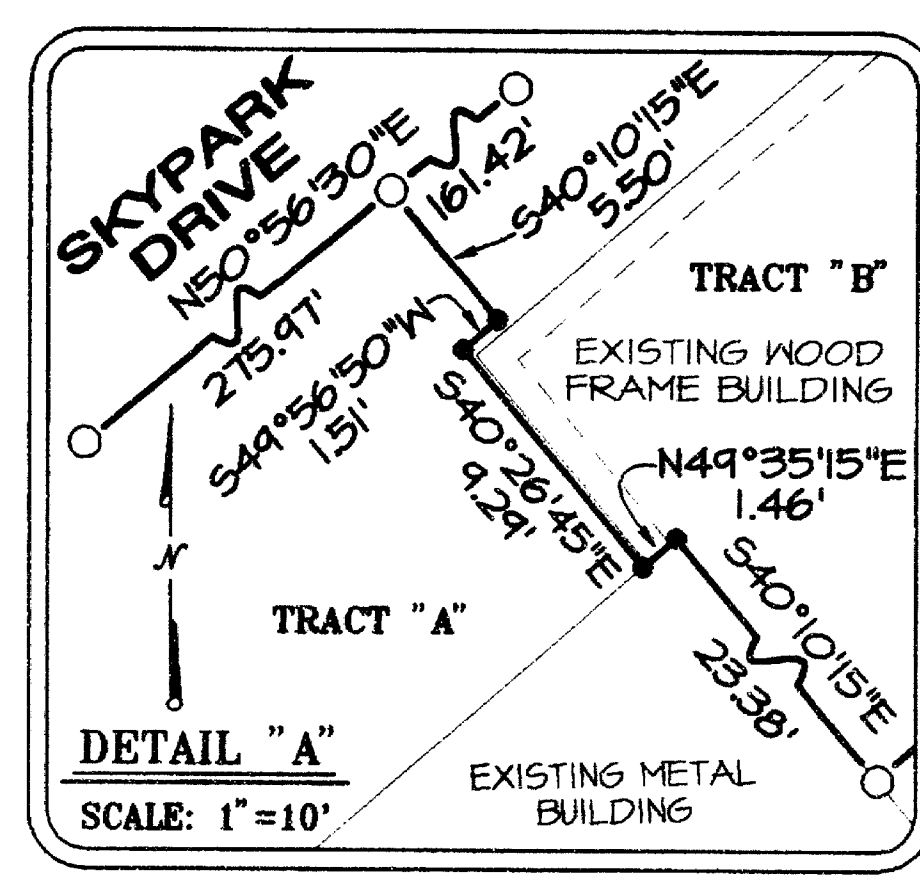 SKYPARK
DRIVE
N50°56'30"E
275.97'
161.42'
S40°10'15"E
5.50'
S49°56'50"W
1.51'
TRACT "B"
EXISTING WOOD
FRAME BUILDING
S40°26'45"E
9.29'
N49°35'15"E
1.46'
S40°10'15"E
23.38'
N
TRACT "A"
DETAIL "A"
SCALE: 1"=10'
EXISTING METAL
BUILDING